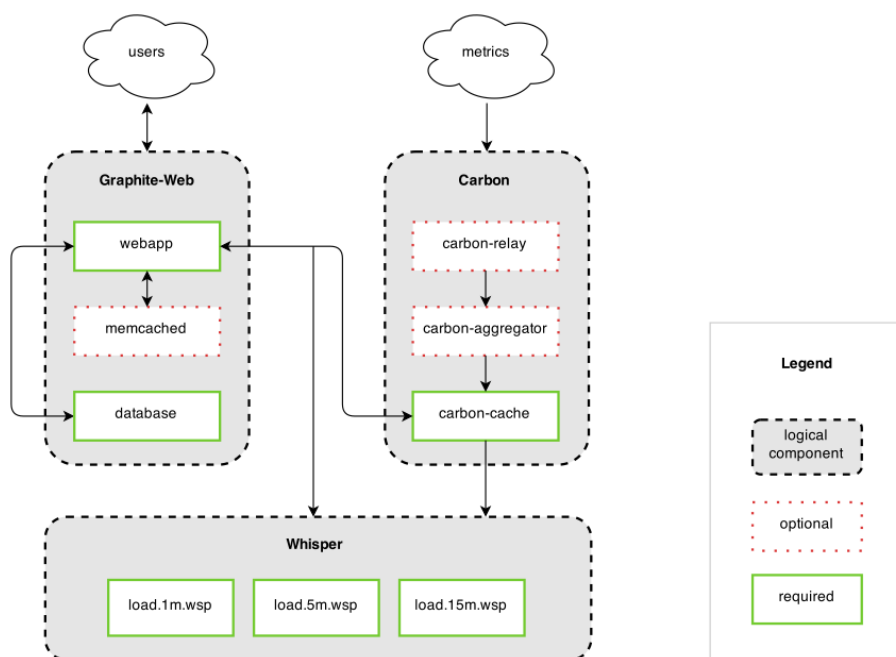 users
metrics
Graphite-Web
Carbon
webapp
carbon-relay
memcached
carbon-aggregator
database
carbon-cache
Whisper
load.1m.wsp
load.5m.wsp
load.15m.wsp
Legend
logical
component
optional
required